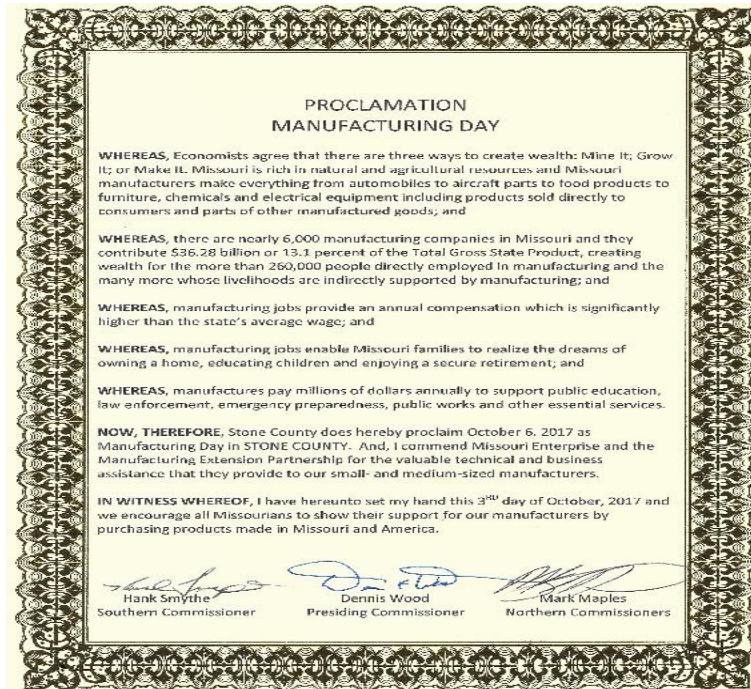 PROCLAMATION
MANUFACTURING DAY
WHEREAS, Economists agree that there are three ways to create wealth: Mine It; Grow
It; or Make It. Missouri is rich in natural and agricultural resources and Missouri
manufacturers make everything from automobiles to aircraft parts to food products to
furniture, chemicals and electrical equipment including products sold directly to
consumers and parts of other manufactured goods; and
WHEREAS, there are nearly 6,000 manufacturing companies in Missouri and they
contribute $36.28 billion or 13.1 percent of the Total Gross State Product, creating
wealth for the more than 260,000 people directly employed in manufacturing and the
many more whose livelihoods are indirectly supported by manufacturing; and
WHEREAS, manufacturing jobs provide an annual compensation which is significantly
higher than the state's average wage; and
WHEREAS, manufacturing jobs enable Missouri families to realize the dreams of
owning a home, educating children and enjoying a secure retirement; and
WHEREAS, manufactures pay millions of dollars annually to support public education,
law enforcement, emergency preparedness, public works and other essential services.
NOW, THEREFORE, Stone County does hereby proclaim October 6, 2017 as
Manufacturing Day in STONE COUNTY. And, I commend Missouri Enterprise and the
Manufacturing Extension Partnership for the valuable technical and business
assistance that they provide to our small- and medium-sized manufacturers.
IN WITNESS WHEREOF, I have hereunto set my hand this 3RD day of October, 2017 and
we encourage all Missourians to show their support for our manufacturers by
purchasing products made in Missouri and America.
Hank Smythe Dennis Wood Mark Maples
Southern Commissioner Presiding Commissioner Northern Commissioners